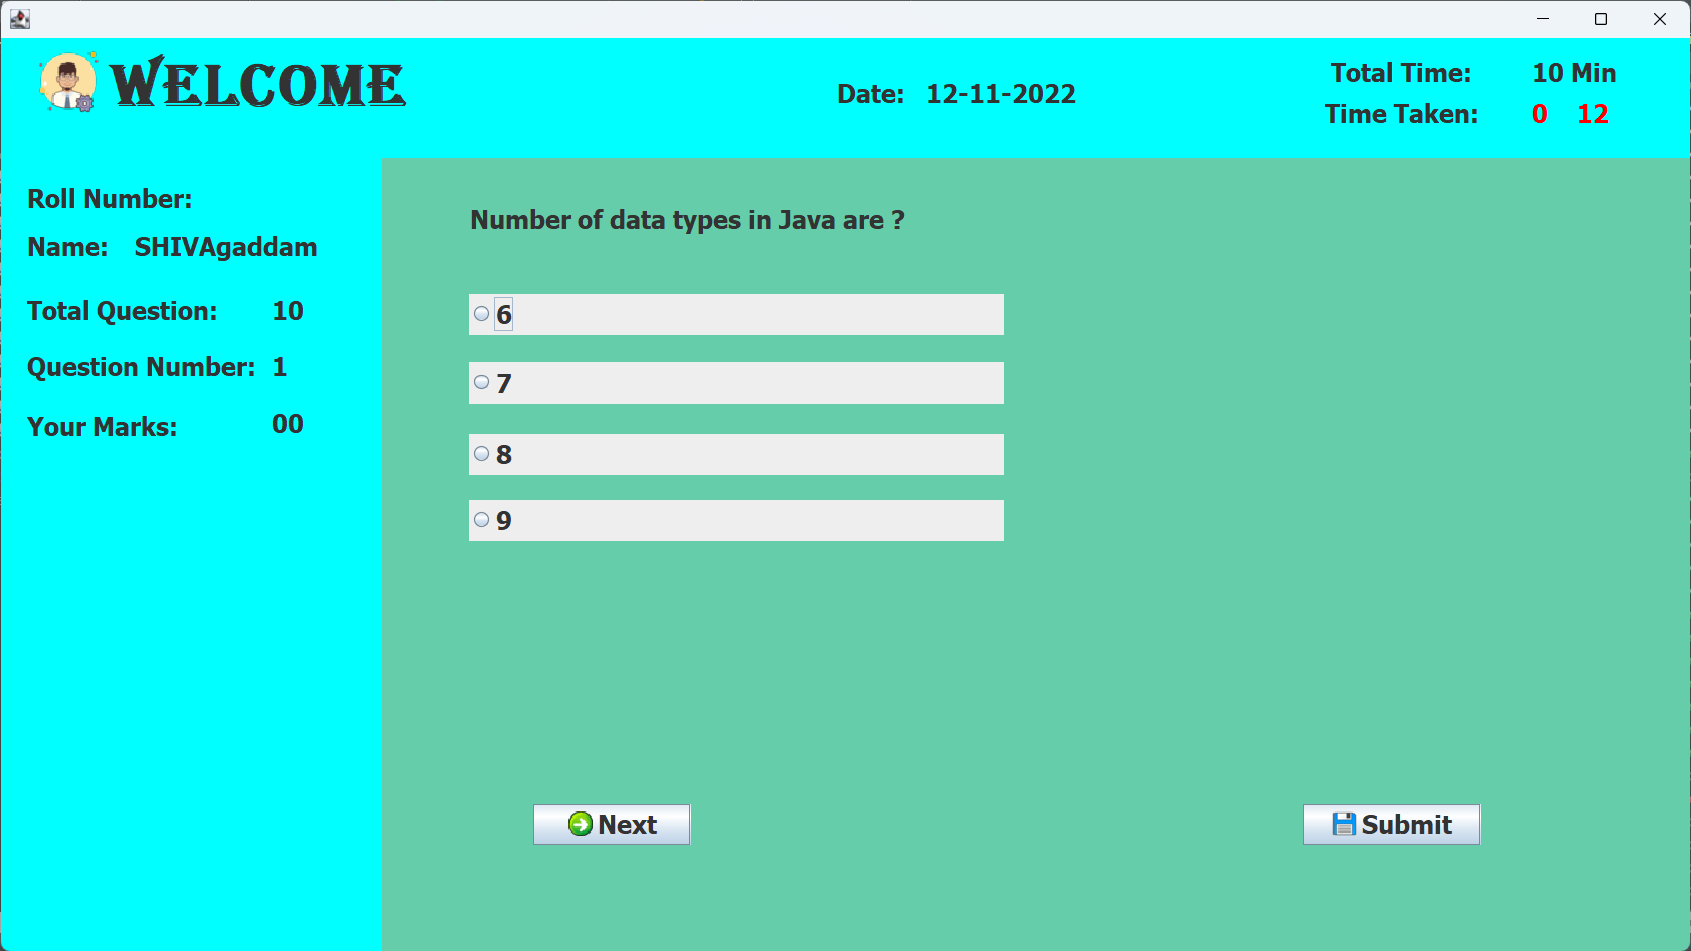 WELCOME
Date: 12-11-2022
Total Time: 10 Min
Time Taken: 0 12
Roll Number:
Name: SHIVAgaddam
Total Question: 10
Question Number: 1
Your Marks: 00
Number of data types in Java are ?
6
7
8
9
Next
Submit